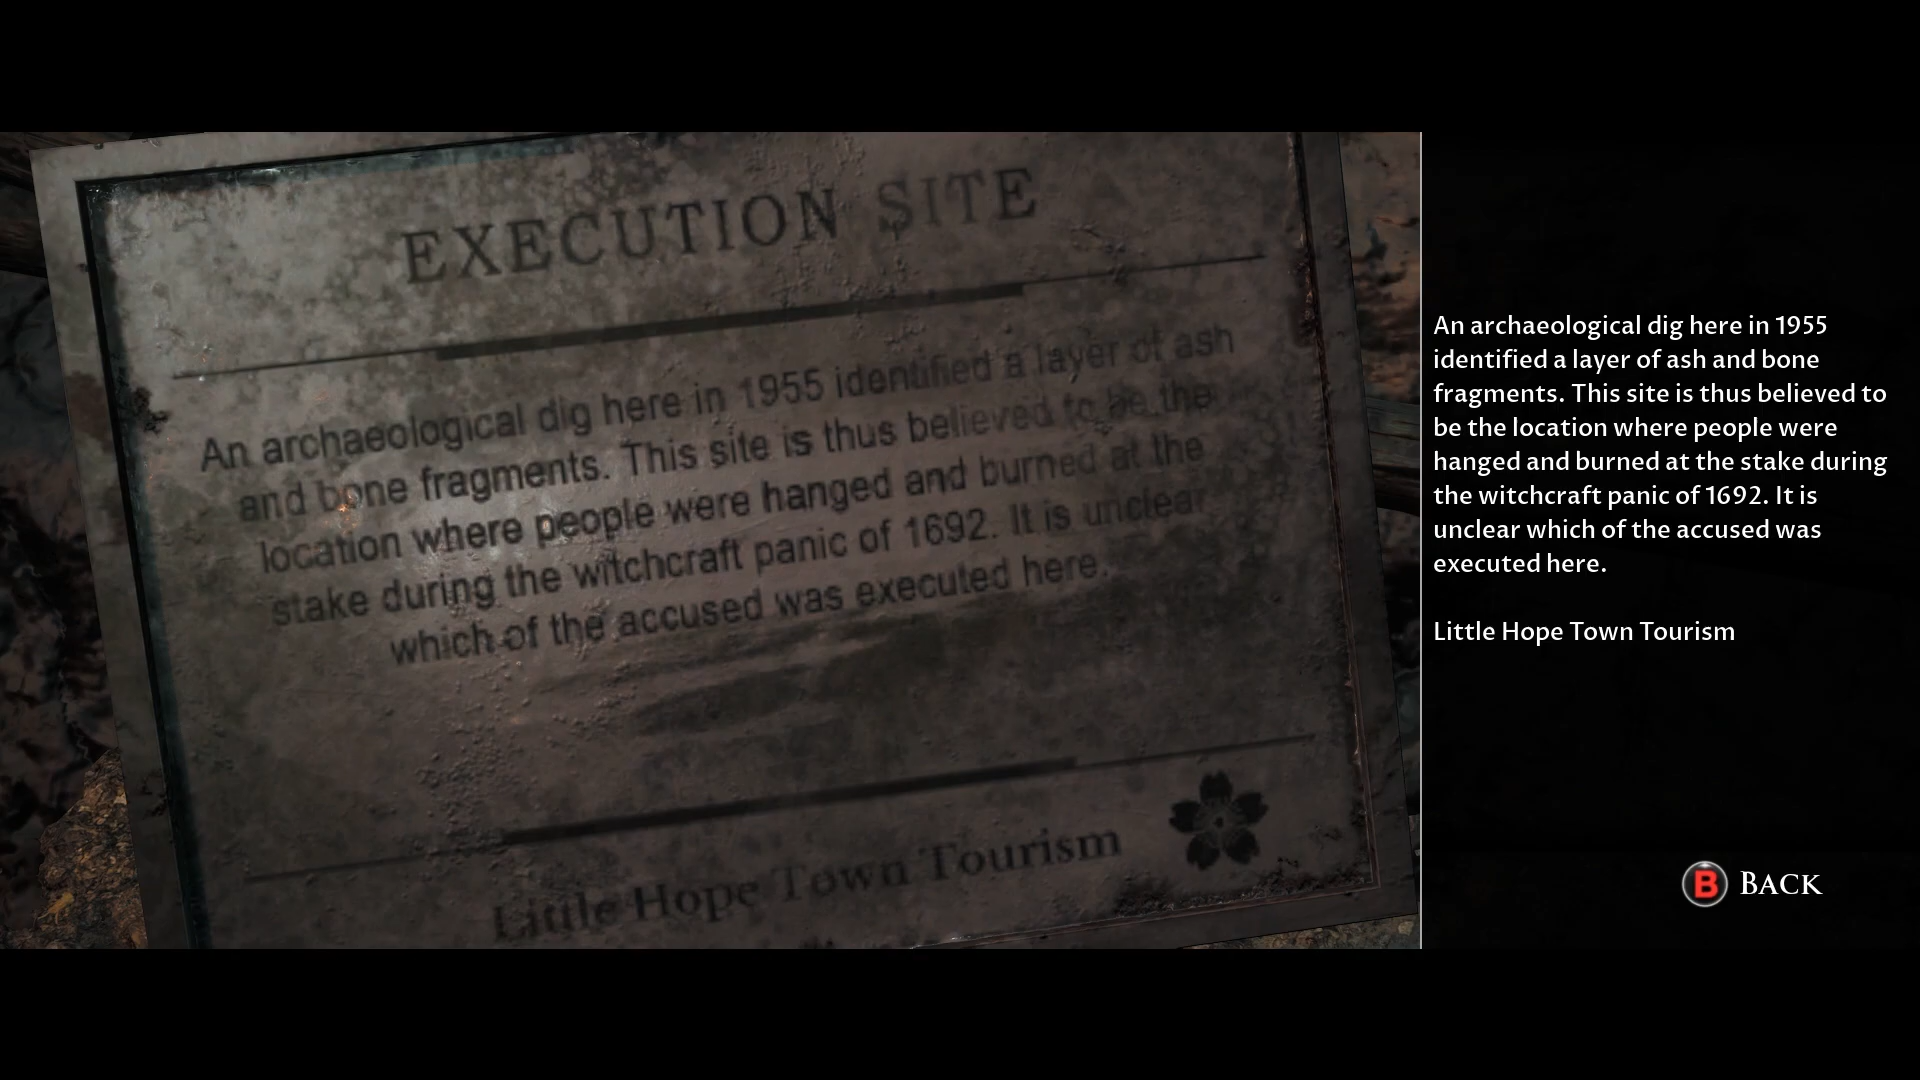 EXECUTION SITE
An archaeological dig here in 1955 identified a layer of ash
and bone fragments. This site is thus believed to be the
location where people were hanged and burned at the
stake during the witchcraft panic of 1692. It is unclear
which of the accused was executed here.
Little Hope Town Tourism
An archaeological dig here in 1955
identified a layer of ash and bone
fragments. This site is thus believed to
be the location where people were
hanged and burned at the stake during
the witchcraft panic of 1692. It is
unclear which of the accused was
executed here.
Little Hope Town Tourism
B BACK